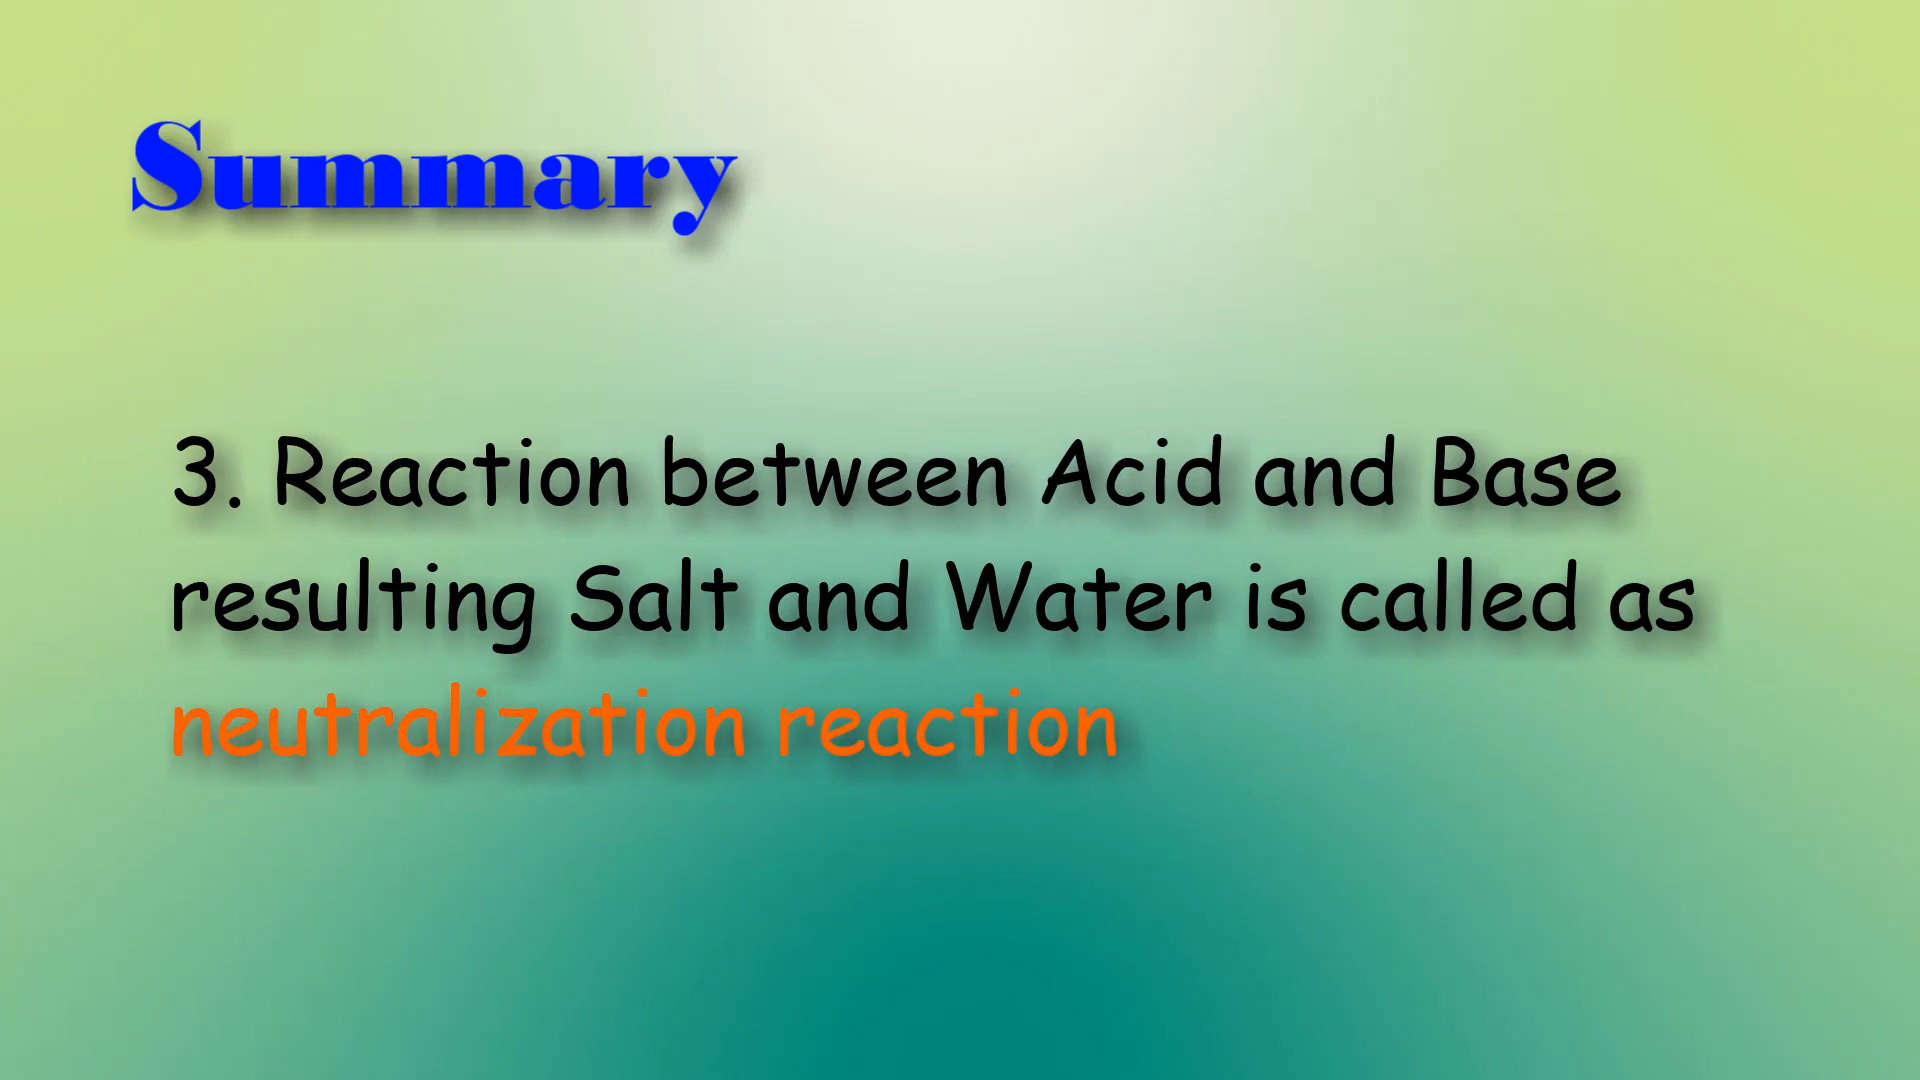 Summary
3. Reaction between Acid and Base
resulting Salt and Water is called as
neutralization reaction